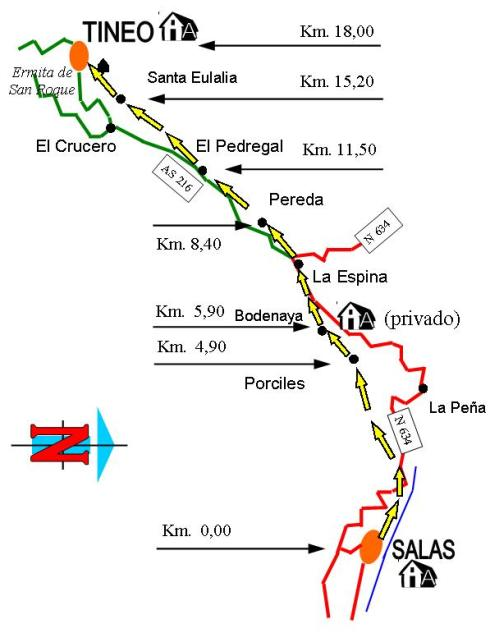 TINEO A
Km. 18,00
Ermita de
San Roque
Santa Eulalia
Km. 15,20
El Crucero
El Pedregal
Km. 11,50
AS 216
Pereda
N 634
Km. 8,40
La Espina
Km. 5,90
Bodenaya
A (privado)
Km. 4,90
Porciles
La Peña
N 634
N
Km. 0,00
SALAS
A